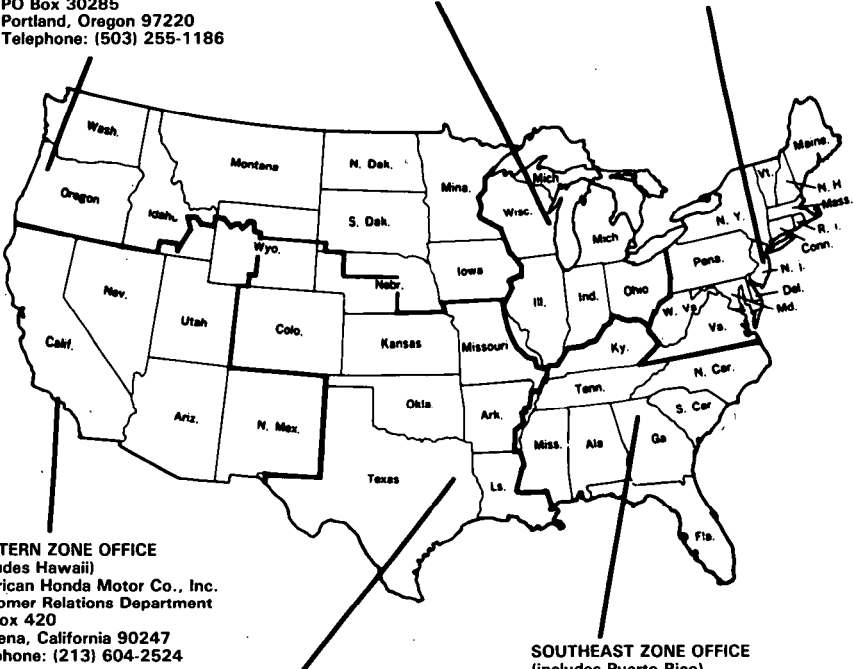 PO Box 30285
Portland, Oregon 97220
Telephone: (503) 255-1186
Wash.
Montana
N. Dak.
Minn.
Mich
Maine.
Vt.
N. H
Mass.
R. I.
Conn.
Oregon
Idaho
S. Dak.
Wisc.
Mich
N. Y.
Wyo.
Iowa
Pena.
N. i.
Del.
Md.
Nev.
Nebr.
Ill.
Ind.
Ohio
W. Va.
Va.
Calif.
Utah
Colo.
Kansas
Missouri
Ky.
N. Car.
Tenn.
Ariz.
N. Mex.
Okla.
Ark.
S. Car
Miss.
Ala
Ga
Texas
Ls.
Fla.
TERN ZONE OFFICE
udes Hawaii)
rican Honda Motor Co., Inc.
omer Relations Department
ox 420
ena, California 90247
phone: (213) 604-2524
SOUTHEAST ZONE OFFICE
(includes Puerto Rico)